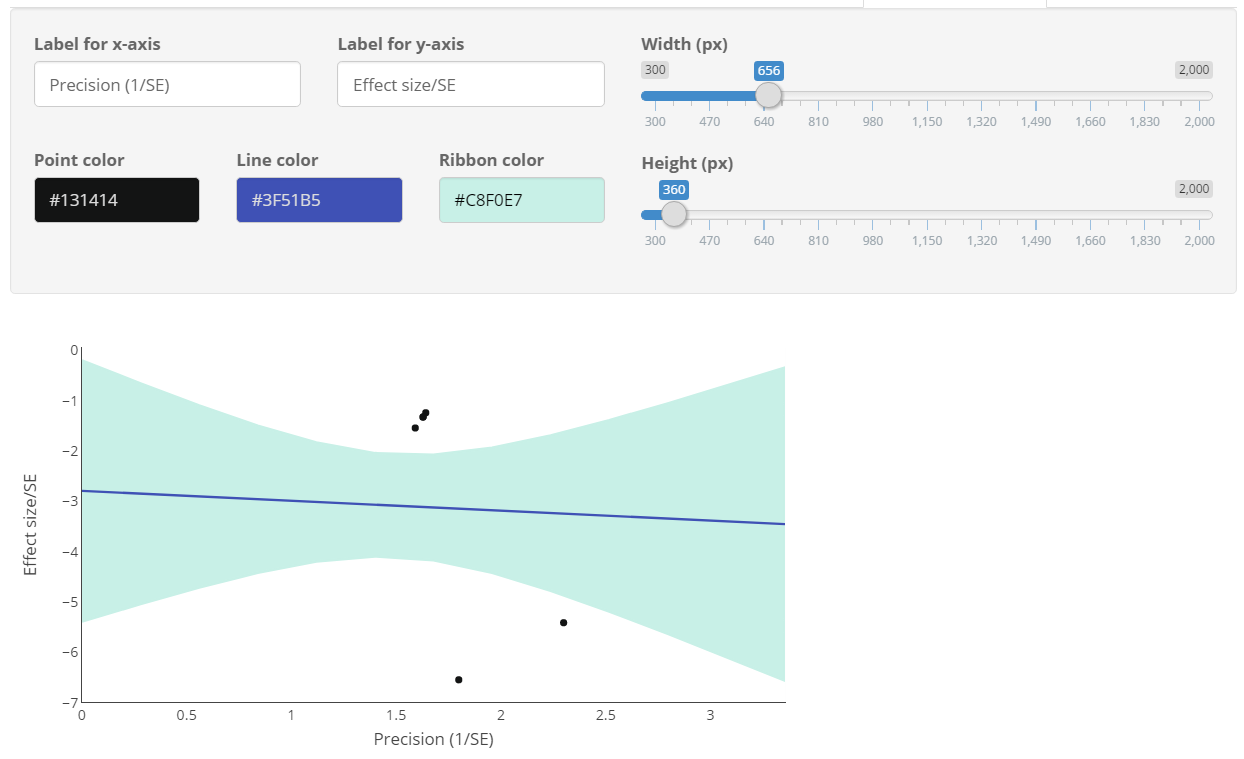 Label for x-axis
Label for y-axis
Width (px)
Precision (1/SE)
Effect size/SE
300 656 2,000
300 470 640 810 980 1,150 1,320 1,490 1,660 1,830 2,000
Point color
Line color
Ribbon color
Height (px)
#131414
#3F51B5
#C8F0E7
360 2,000
300 470 640 810 980 1,150 1,320 1,490 1,660 1,830 2,000
0
−1
−2
−3
−4
−5
−6
−7
Effect size/SE
0 0.5 1 1.5 2 2.5 3
Precision (1/SE)